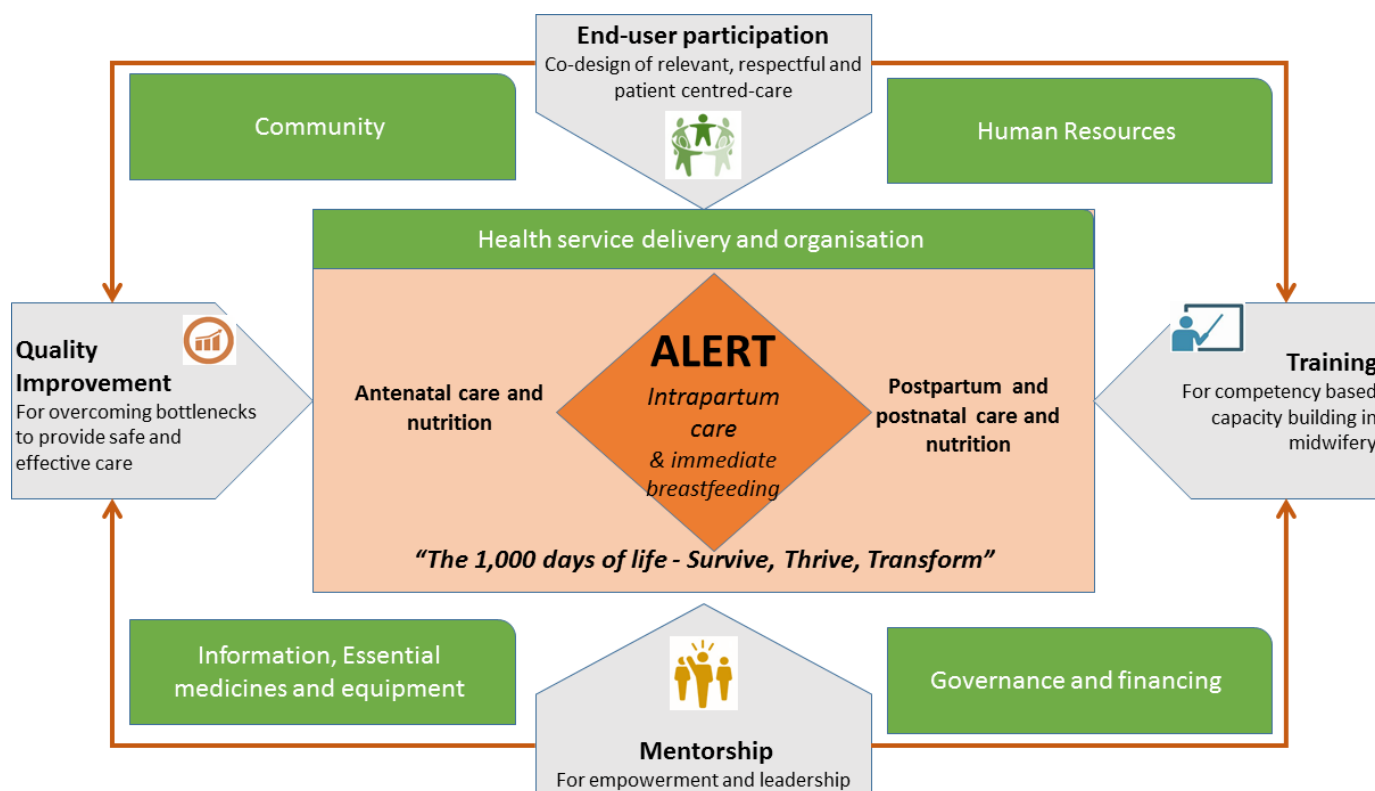 End-user participation
Co-design of relevant, respectful and
patient centred-care
Community
Human Resources
Health service delivery and organisation
Quality
Improvement
For overcoming bottlenecks
to provide safe and
effective care
Antenatal care and
nutrition
ALERT
Intrapartum
care
& immediate
breastfeeding
Postpartum and
postnatal care and
nutrition
Training
For competency based
capacity building in
midwifery
“The 1,000 days of life - Survive, Thrive, Transform”
Information, Essential
medicines and equipment
Governance and financing
Mentorship
For empowerment and leadership